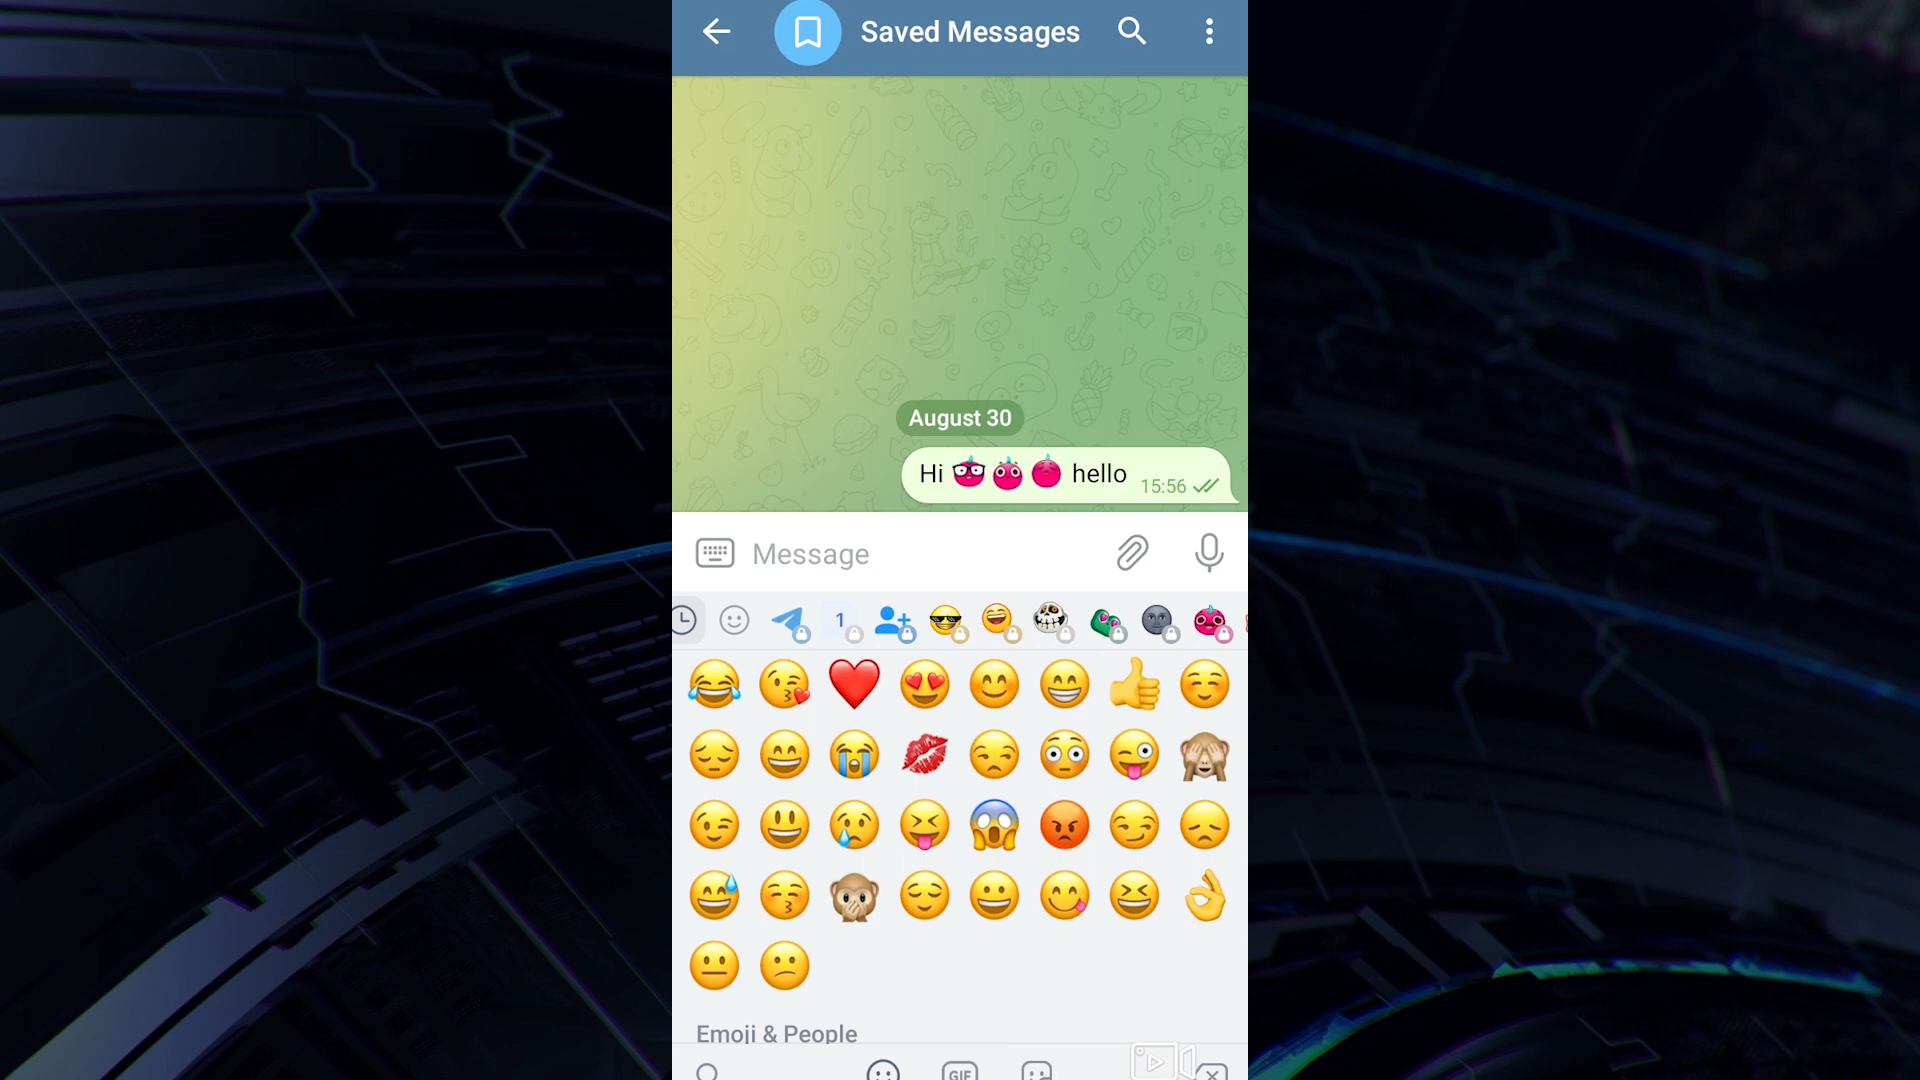 Saved Messages
August 30
Hi hello 15:56
Message
1
Emoji & People
GIF